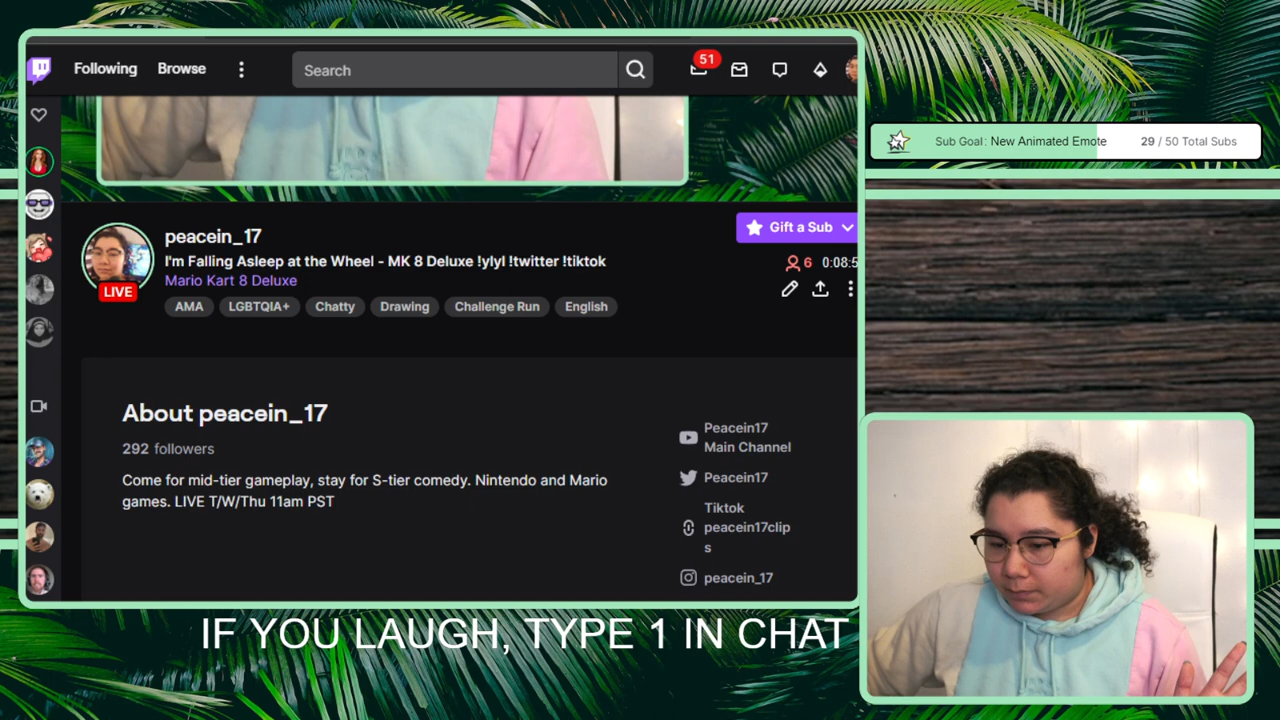 Following Browse
Search
51
Sub Goal: New Animated Emote 29 / 50 Total Subs
peacein_17
Gift a Sub
I'm Falling Asleep at the Wheel - MK 8 Deluxe !ylyl !twitter !tiktok
6 0:08:5
Mario Kart 8 Deluxe
LIVE
AMA LGBTQIA+ Chatty Drawing Challenge Run English
About peacein_17
292 followers
Come for mid-tier gameplay, stay for S-tier comedy. Nintendo and Mario
games. LIVE T/W/Thu 11am PST
Peacein17
Main Channel
Peacein17
Tiktok
peacein17clip
s
peacein_17
IF YOU LAUGH, TYPE 1 IN CHAT